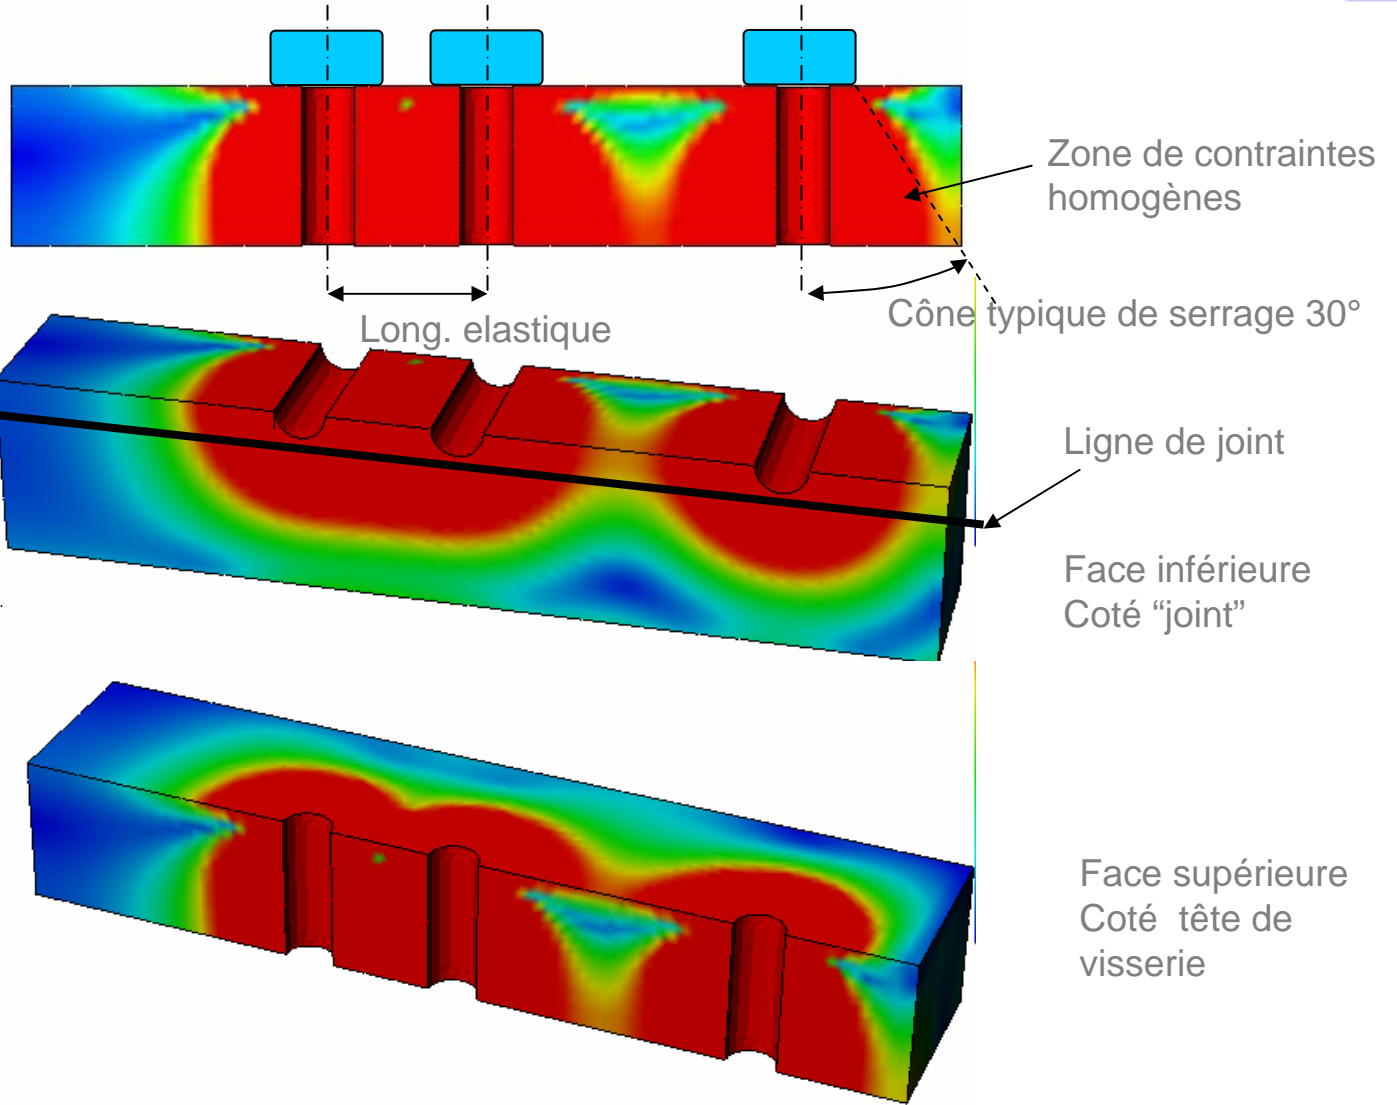 Zone de contraintes
homogènes
Cône typique de serrage 30°
Long. elastique
Ligne de joint
Face inférieure
Coté “joint”
Face supérieure
Coté tête de
visserie